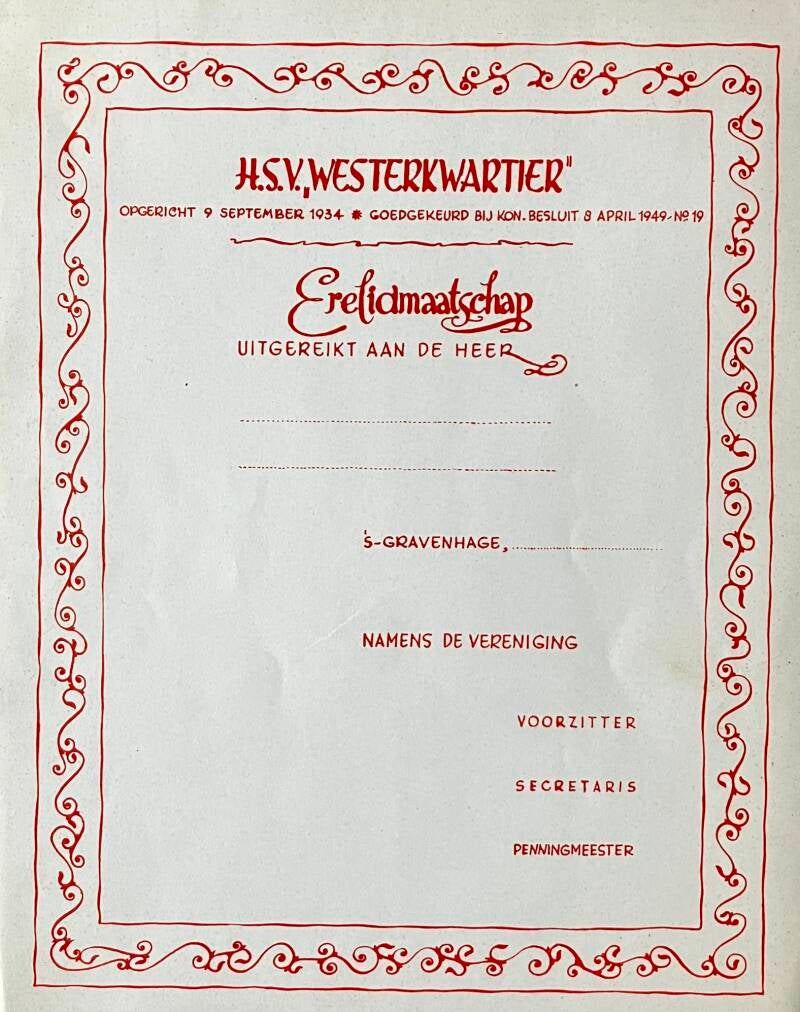 H.S.V. „WESTERKWARTIER"
OPGERICHT 9 SEPTEMBER 1934 * GOEDGEKEURD BIJ KON. BESLUIT 8 APRIL 1949 - No 19
Erelidmaatschap
UITGEREIKT AAN DE HEER
's-GRAVENHAGE,
NAMENS DE VERENIGING
VOORZITTER
SECRETARIS
PENNINGMEESTER